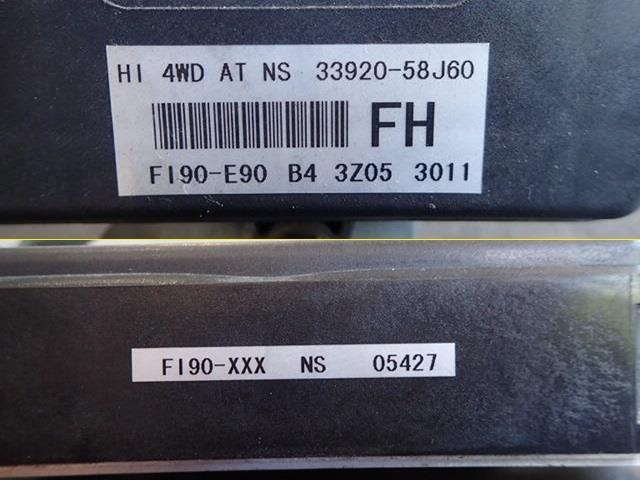 HI 4WD AT NS 33920-58J60
FH
FI90-E90 B4 3Z05 3011
FI90-XXX NS 05427